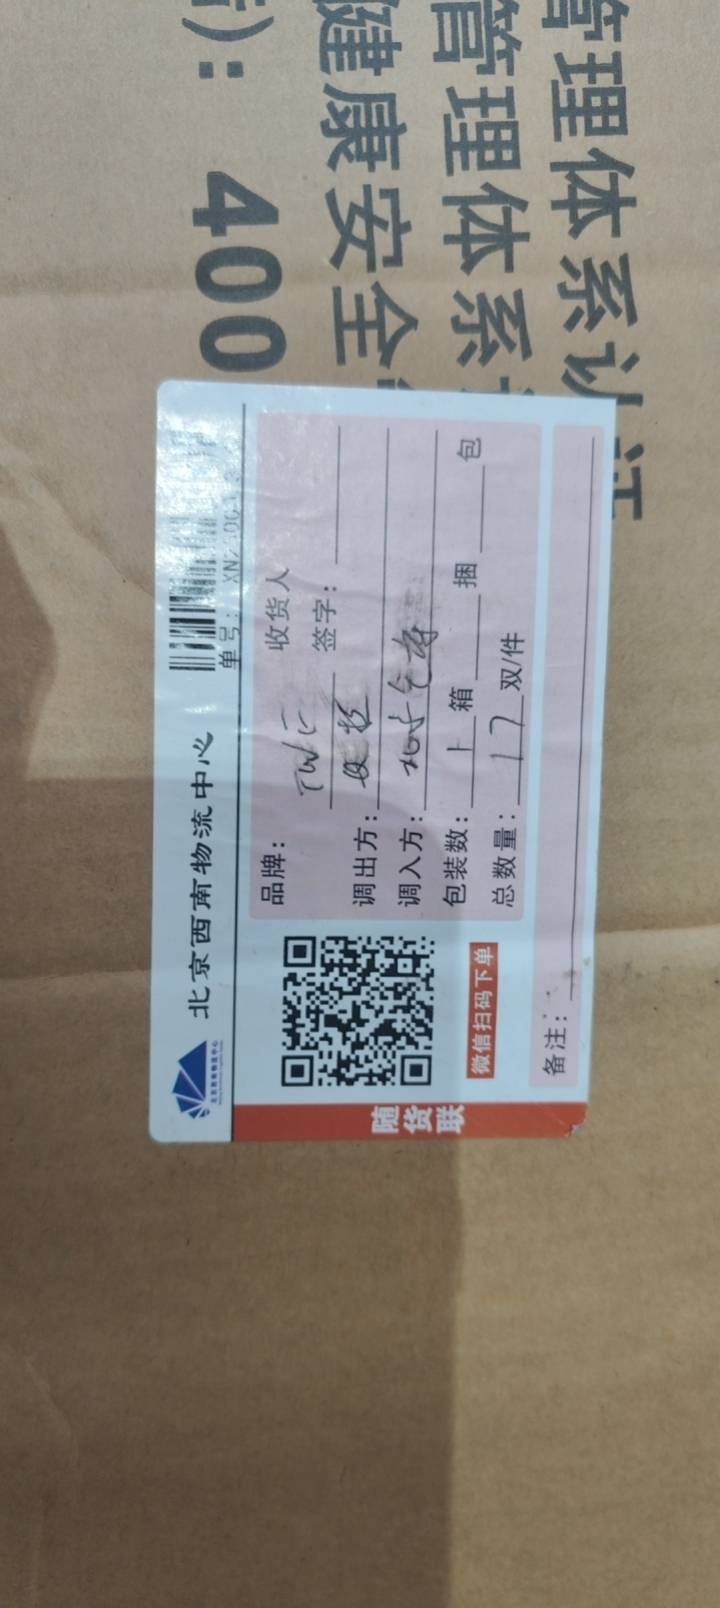 管理体系认证
管理体系
健康安全
): 400
北京西南物流中心
单号:
品牌:
收货人
签字:
调出方:
调入方:
包装数: 1 箱 捆 包
总数量: 17 双/件
备注:
微信扫码下单
随货联